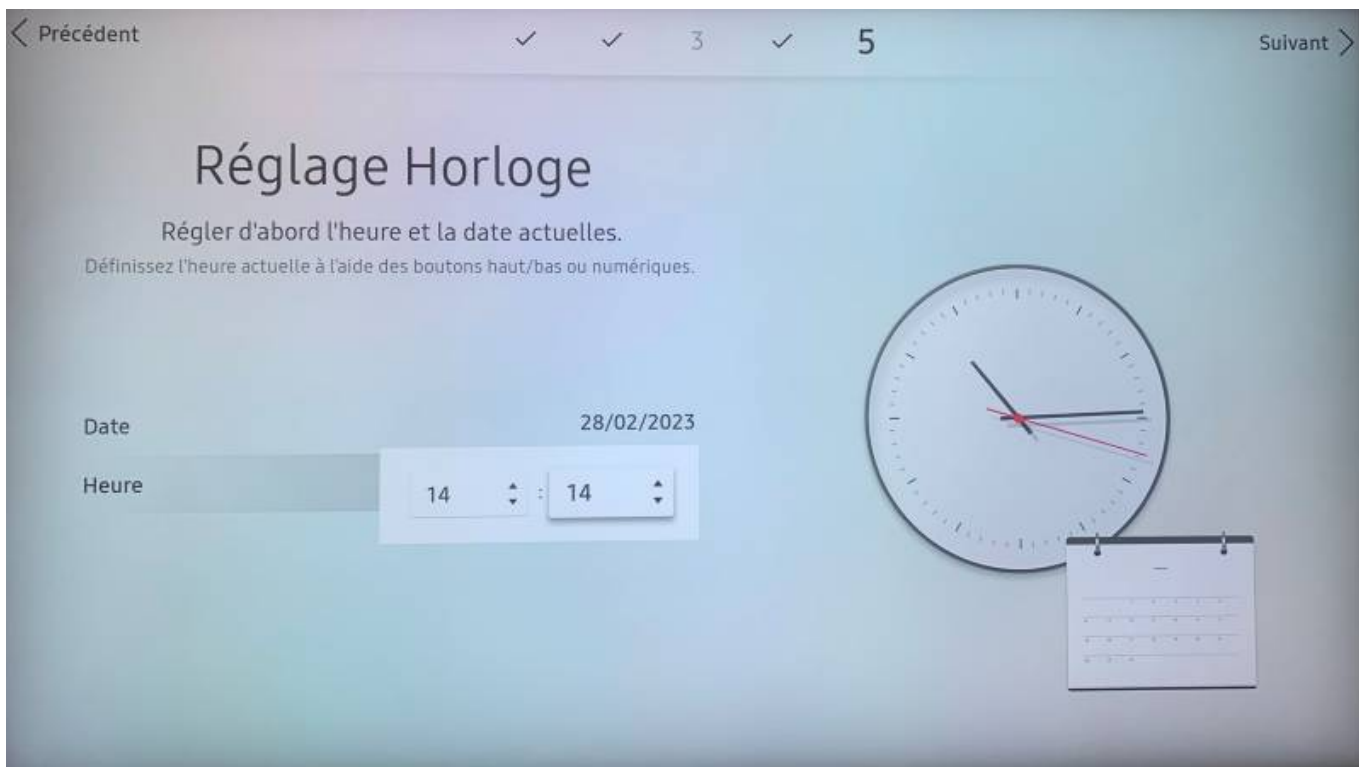 Précédent
3
5
Suivant
Réglage Horloge
Régler d'abord l'heure et la date actuelles.
Définissez l'heure actuelle à l'aide des boutons haut/bas ou numériques.
Date 28/02/2023
Heure 14 : 14